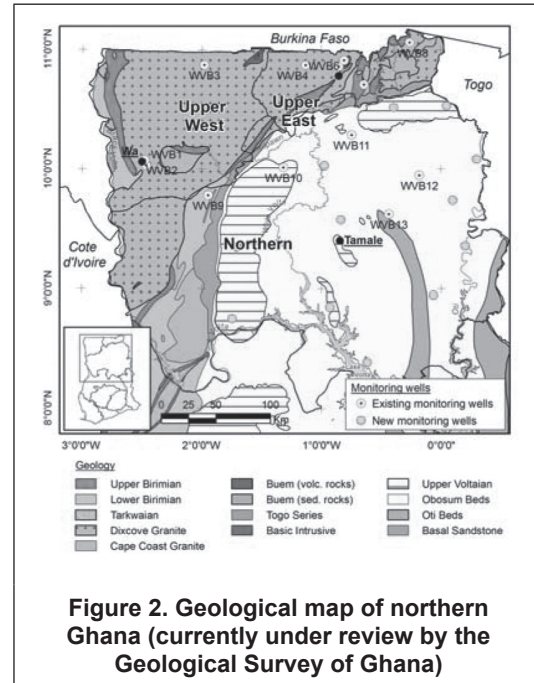 Burkina Faso
11°0'0"N
WVB3
WVB4
WVB6
WVB8
Togo
Upper
West
Upper
East
WVB11
Wa
WVB1
WVB2
10°0'0"N
WVB10
WVB12
WVB9
WVB13
Northern
Tamale
Cote
d'Ivoire
9°0'0"N
8°0'0"N
0 25 50 100
Km
Monitoring wells
Existing monitoring wells
New monitoring wells
3°0'0"W 2°0'0"W 1°0'0"W 0°0'0"
Geology
Upper Birimian
Lower Birimian
Tarkwaian
Dixcove Granite
Cape Coast Granite
Buem (volc. rocks)
Buem (sed. rocks)
Togo Series
Basic Intrusive
Upper Voltaian
Obosum Beds
Oti Beds
Basal Sandstone
Figure 2. Geological map of northern
Ghana (currently under review by the
Geological Survey of Ghana)